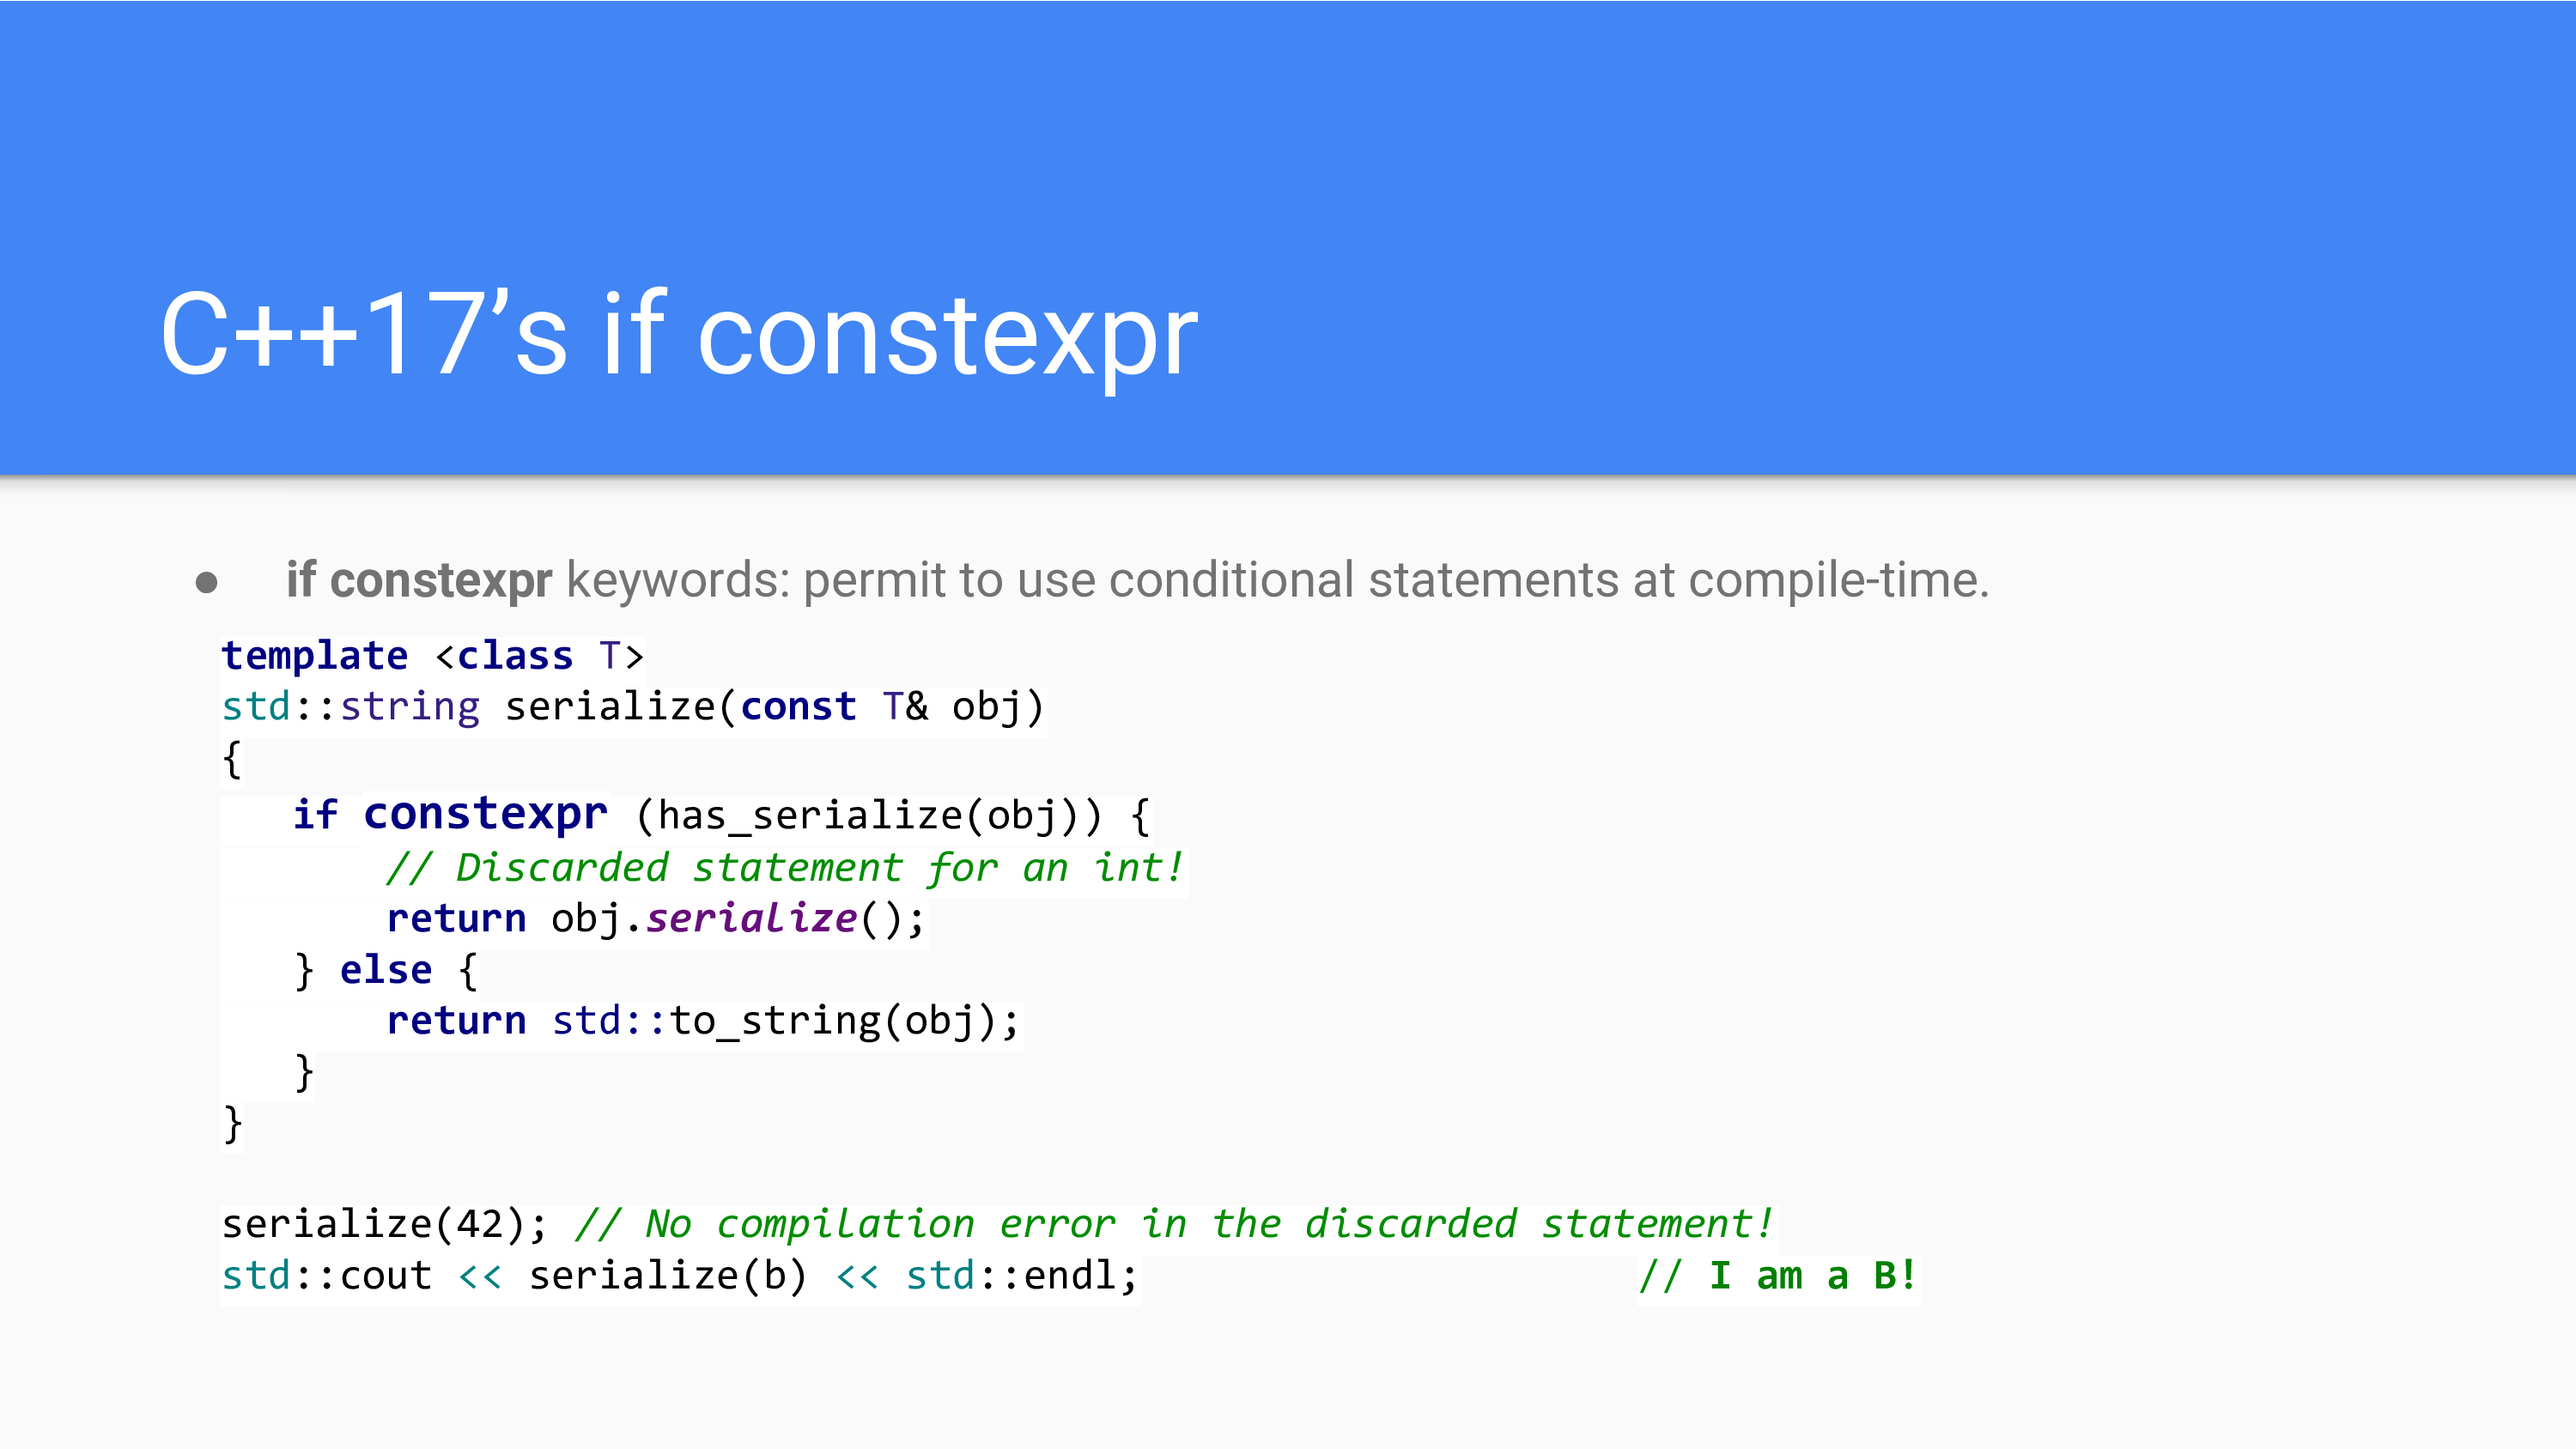 C++17’s if constexpr
● if constexpr keywords: permit to use conditional statements at compile-time.
template <class T>
std::string serialize(const T& obj)
{
   if constexpr (has_serialize(obj)) {
       // Discarded statement for an int!
       return obj.serialize();
   } else {
       return std::to_string(obj);
   }
}
serialize(42); // No compilation error in the discarded statement!
std::cout << serialize(b) << std::endl; // I am a B!